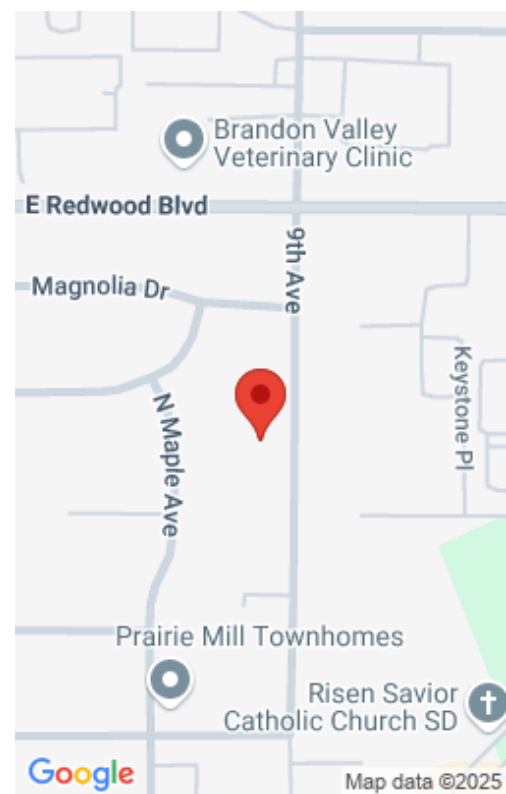 Brandon Valley
Veterinary Clinic
E Redwood Blvd
9th Ave
Magnolia Dr
Keystone Pl
N Maple Ave
Prairie Mill Townhomes
Risen Savior
Catholic Church SD
Google
Map data ©2025